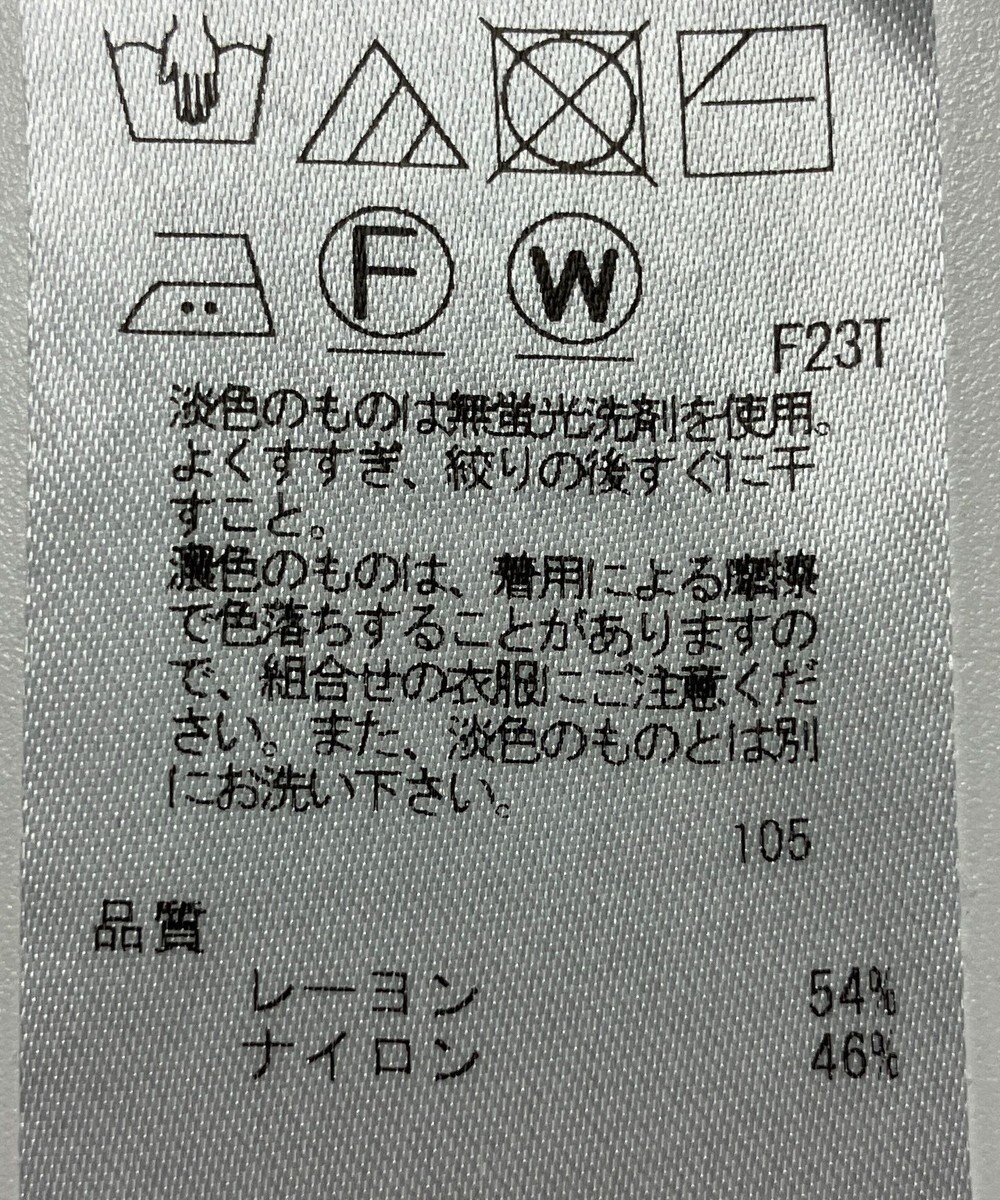 F
W
F23T
淡色のものは無蛍光洗剤を使用。
よくすすぎ、絞りの後すぐに干
すこと。
濃色のものは、着用による摩擦
で色落ちすることがありますの
で、組合せの衣服にご注意くだ
さい。また、淡色のものとは別
にお洗い下さい。
105
品質
レーヨン 54%
ナイロン 46%